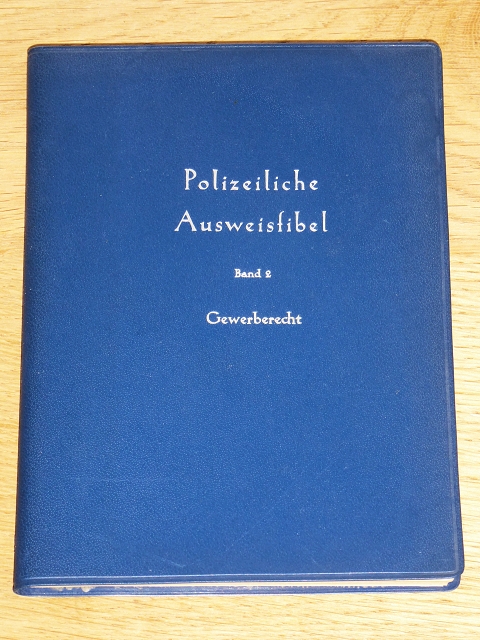 Polizeiliche
Ausweisfibel
Band 2
Gewerberecht